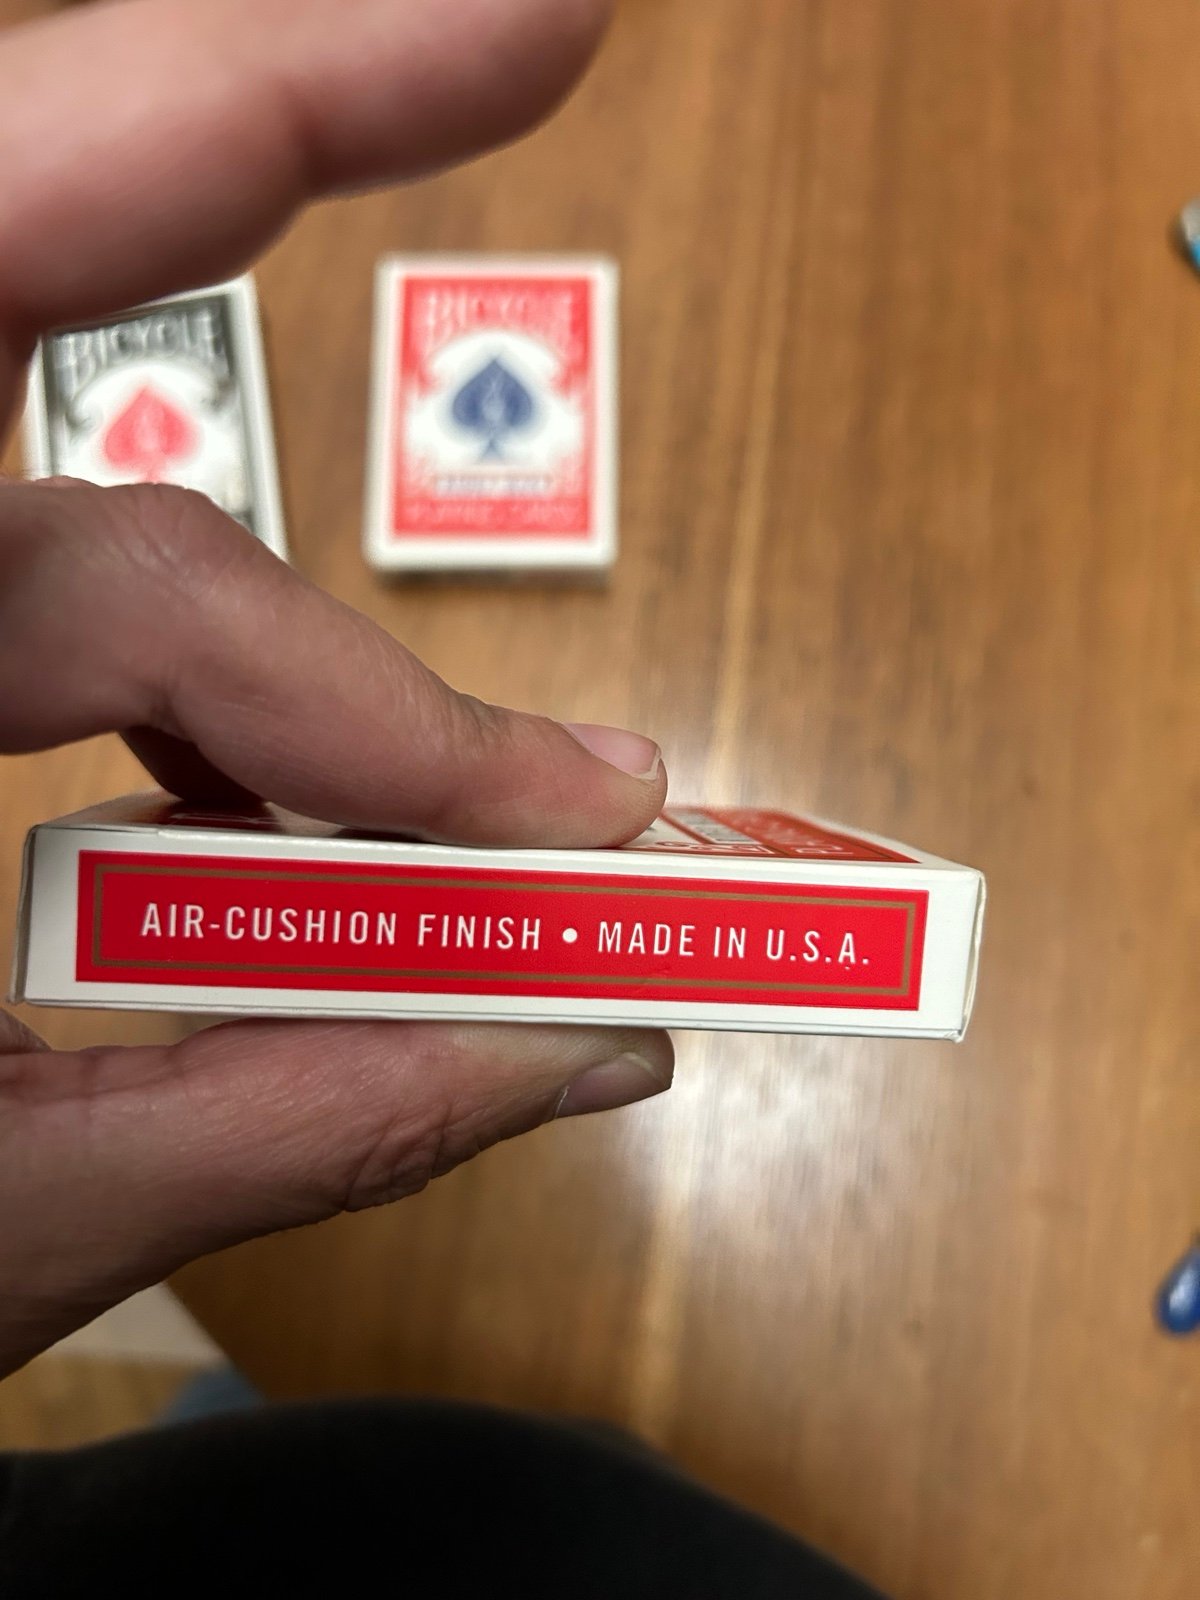 BICYCLE
BICYCLE
AIR-CUSHION FINISH • MADE IN U.S.A.